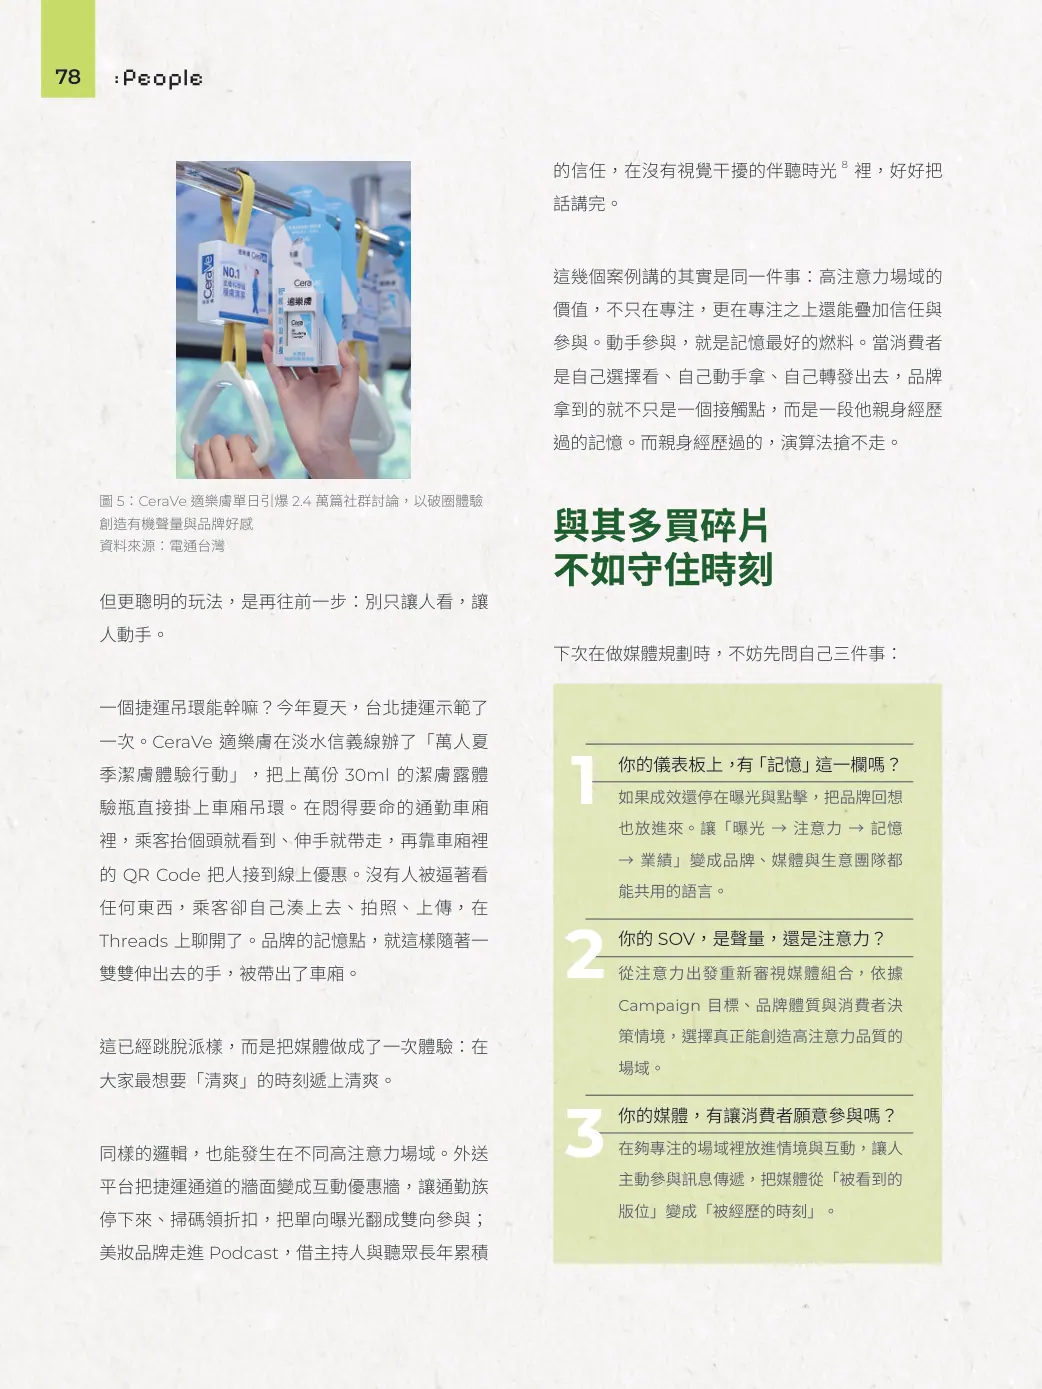 78
:People
CeraVe
適樂膚
CeraVe
NO.1
Cera
適樂膚
Cera
圖 5：CeraVe 適樂膚單日引爆 2.4 萬篇社群討論，以破圈體驗
創造有機聲量與品牌好感
資料來源：電通台灣
但更聰明的玩法，是再往前一步：別只讓人看，讓
人動手。
一個捷運吊環能幹嘛？今年夏天，台北捷運示範了
一次。CeraVe 適樂膚在淡水信義線辦了「萬人夏
季潔膚體驗行動」，把上萬份 30ml 的潔膚露體
驗瓶直接掛上車廂吊環。在悶得要命的通勤車廂
裡，乘客抬個頭就看到、伸手就帶走，再靠車廂裡
的 QR Code 把人接到線上優惠。沒有人被逼著看
任何東西，乘客卻自己湊上去、拍照、上傳，在
Threads 上聊開了。品牌的記憶點，就這樣隨著一
雙雙伸出去的手，被帶出了車廂。
這已經跳脫派樣，而是把媒體做成了一次體驗：在
大家最想要「清爽」的時刻遞上清爽。
同樣的邏輯，也能發生在不同高注意力場域。外送
平台把捷運通道的牆面變成互動優惠牆，讓通勤族
停下來、掃碼領折扣，把單向曝光翻成雙向參與；
美妝品牌走進 Podcast，借主持人與聽眾長年累積
的信任，在沒有視覺干擾的伴聽時光 8 裡，好好把
話講完。
這幾個案例講的其實是同一件事：高注意力場域的
價值，不只在專注，更在專注之上還能疊加信任與
參與。動手參與，就是記憶最好的燃料。當消費者
是自己選擇看、自己動手拿、自己轉發出去，品牌
拿到的就不只是一個接觸點，而是一段他親身經歷
過的記憶。而親身經歷過的，演算法搶不走。
與其多買碎片
不如守住時刻
下次在做媒體規劃時，不妨先問自己三件事：
1
你的儀表板上，有「記憶」這一欄嗎？
如果成效還停在曝光與點擊，把品牌回想
也放進來。讓「曝光 → 注意力 → 記憶
→ 業績」變成品牌、媒體與生意團隊都
能共用的語言。
2
你的 SOV，是聲量，還是注意力？
從注意力出發重新審視媒體組合，依據
Campaign 目標、品牌體質與消費者決
策情境，選擇真正能創造高注意力品質的
場域。
3
你的媒體，有讓消費者願意參與嗎？
在夠專注的場域裡放進情境與互動，讓人
主動參與訊息傳遞，把媒體從「被看到的
版位」變成「被經歷的時刻」。